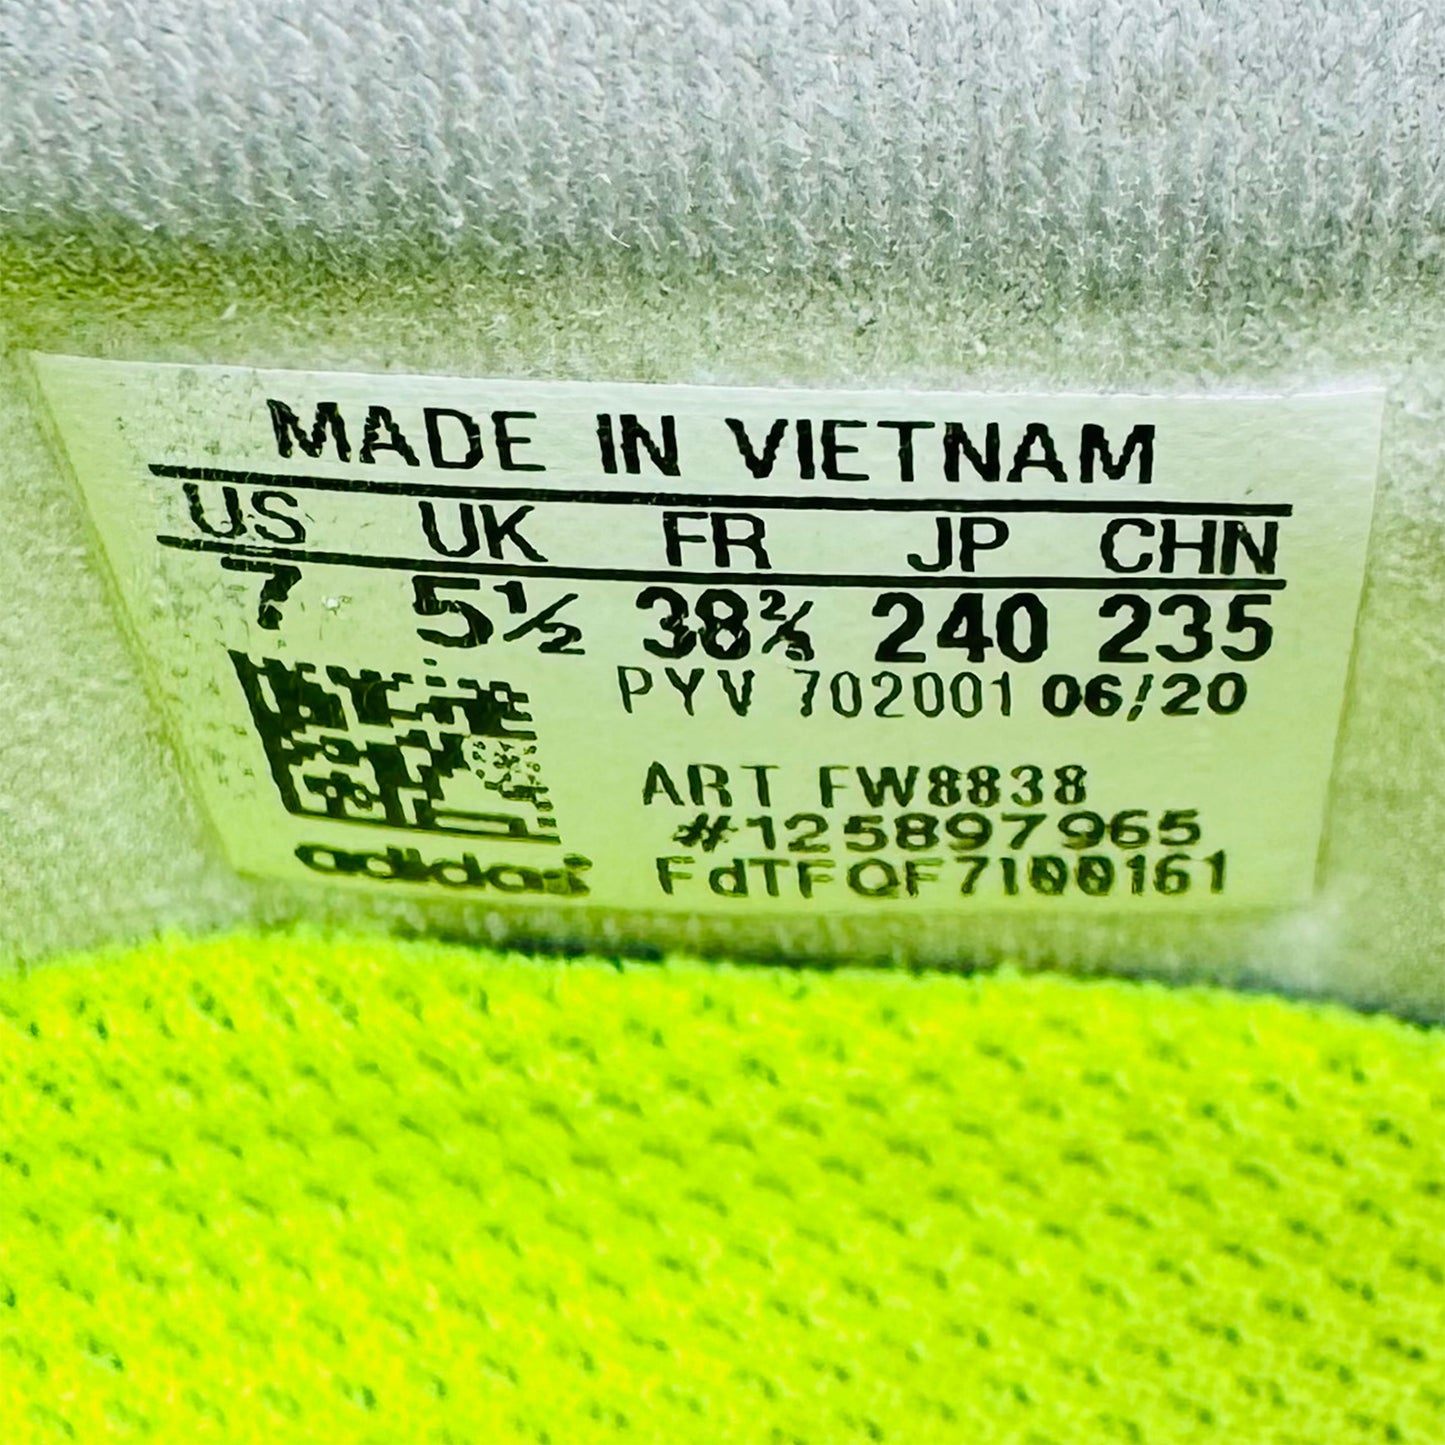 MADE IN VIETNAM
US UK FR JP CHN
7 5½ 38⅔ 240 235
PYV 702001 06/20
ART FW8838
#125897965
adidas FdTFQF7100161